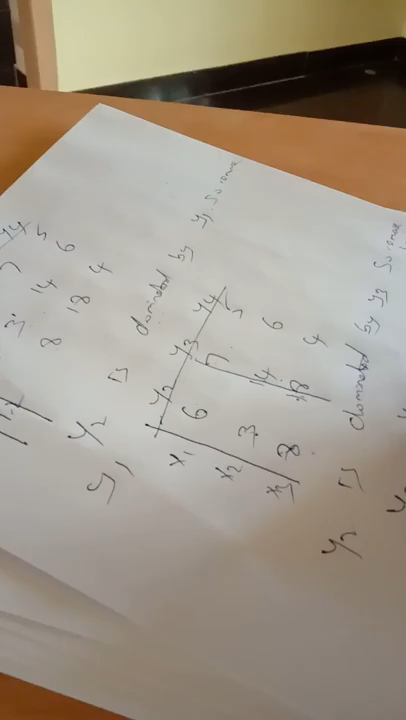 y4
7 5
3 14 6
8 18 4
y2
y1 is dominated by y3. So remove
y2 y3 y4
x1 6 7 5
x2 3 14 6
x3 8 18 4
y2 is dominated by y3 So remove